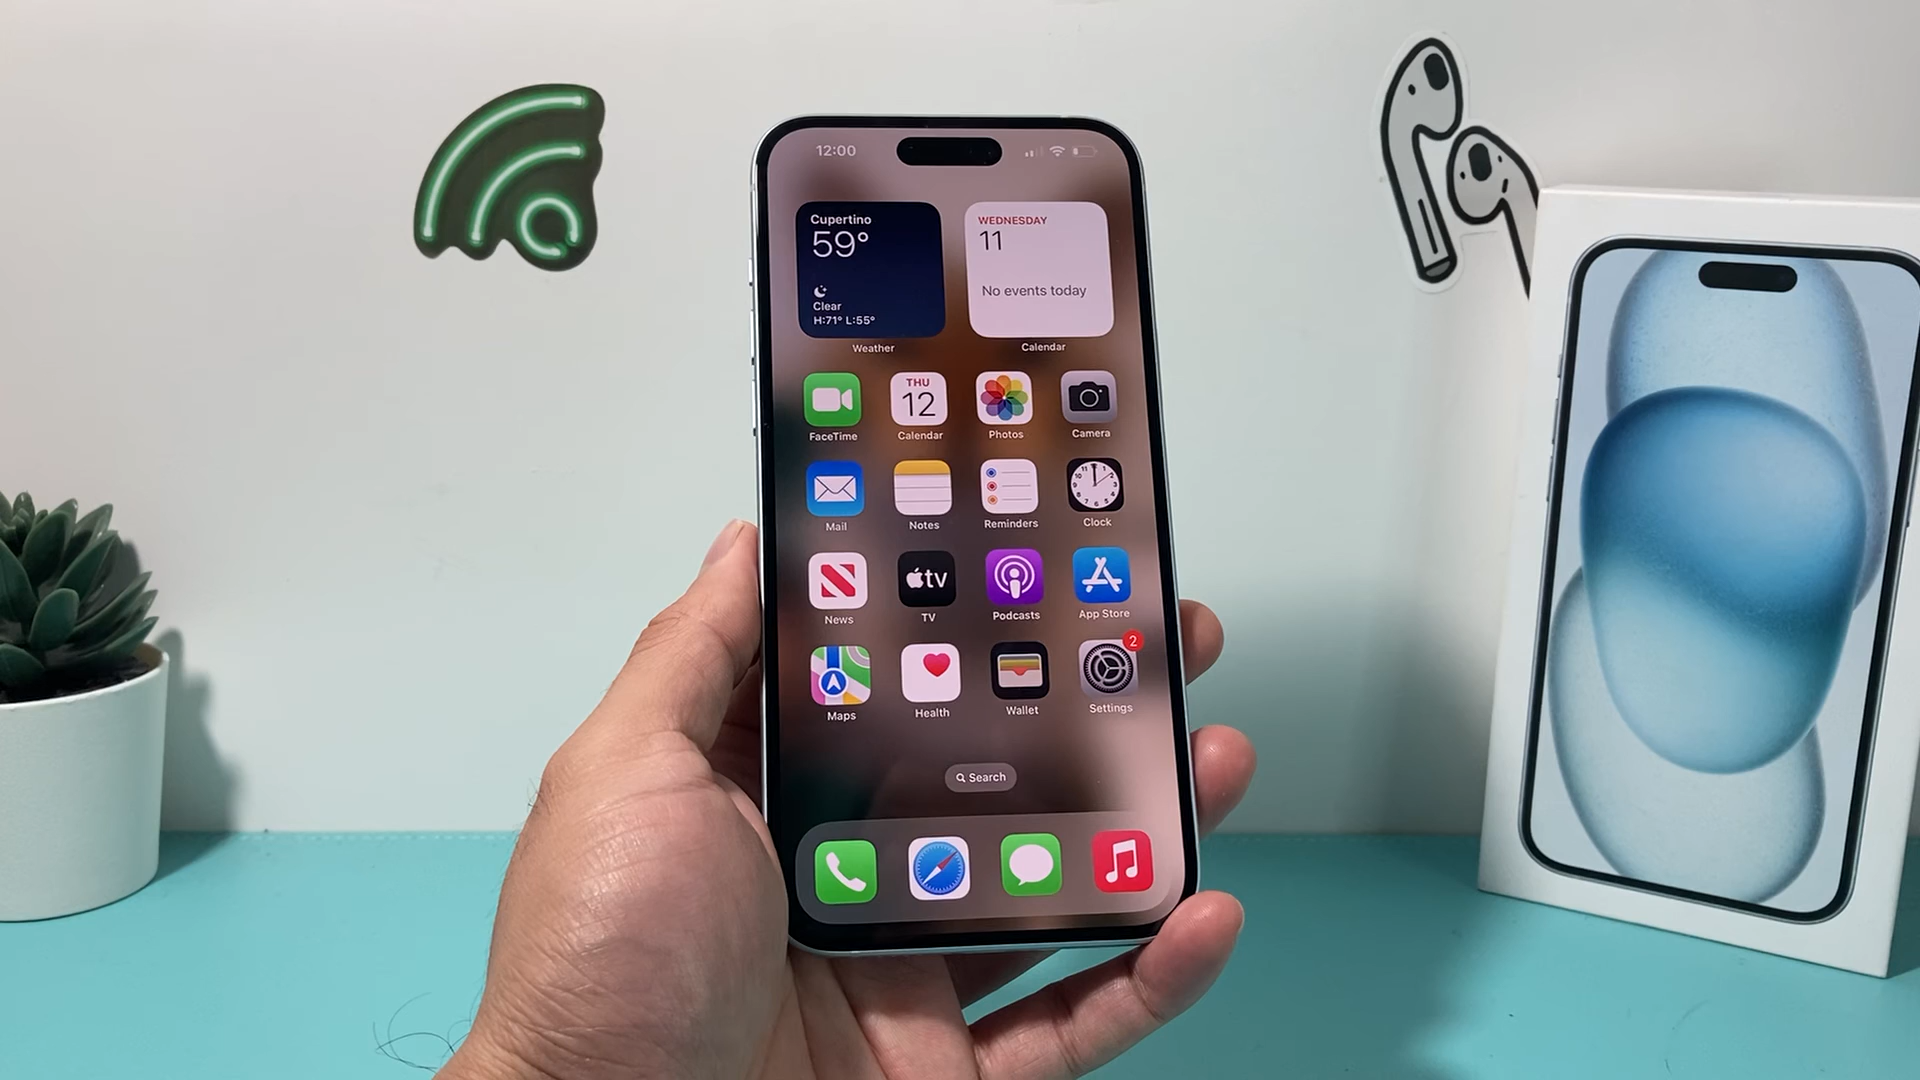 12:00
Cupertino
59°
Clear
H:71° L:55°
Weather
WEDNESDAY
11
No events today
Calendar
FaceTime
THU
12
Calendar
Photos
Camera
Mail
Notes
Reminders
Clock
News
tv
TV
Podcasts
App Store
2
Maps
Health
Wallet
Settings
Search